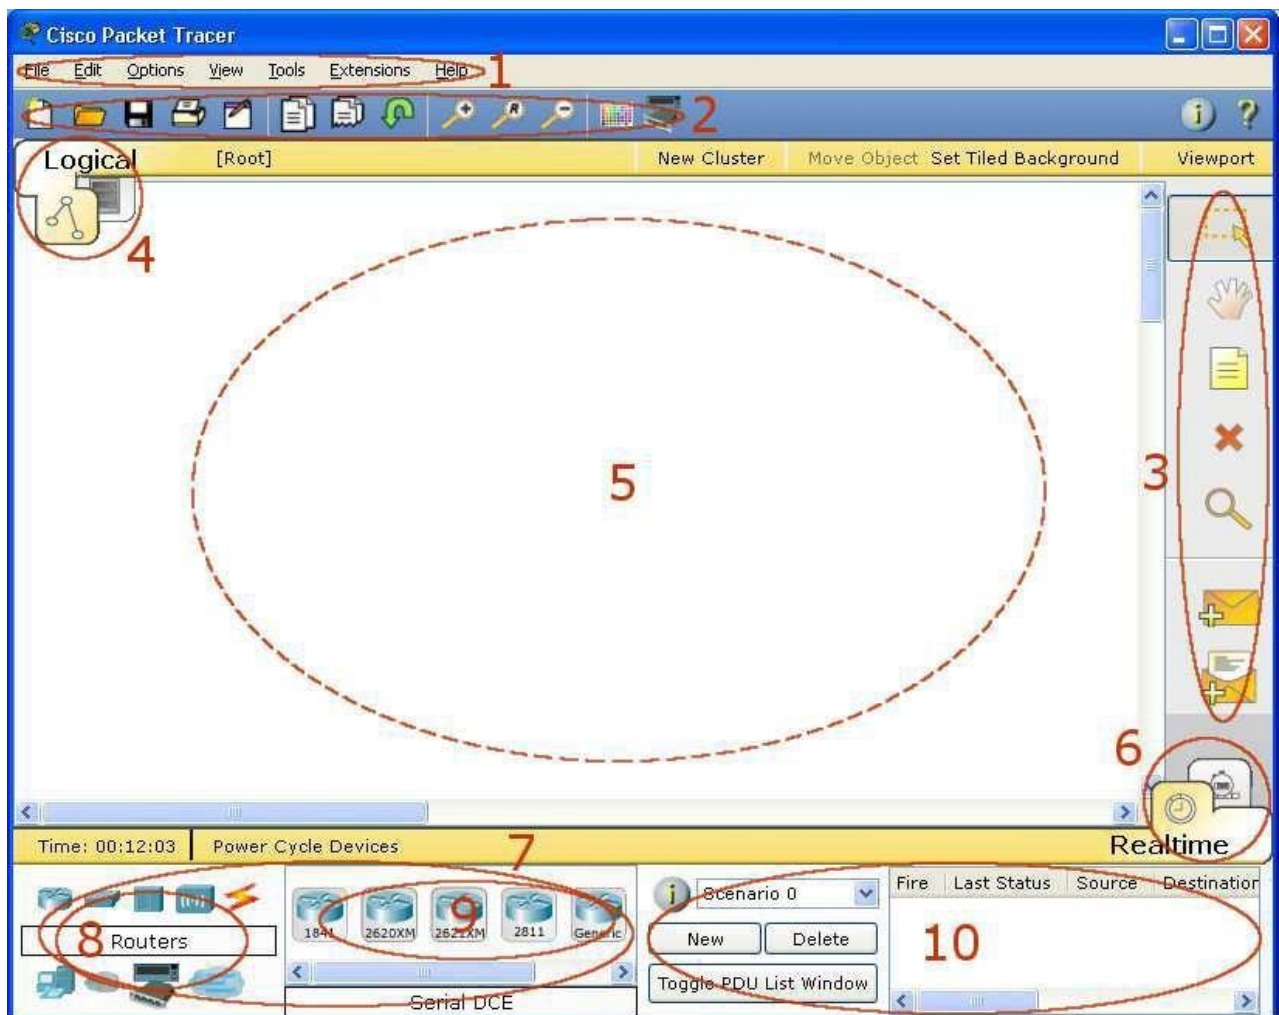 Cisco Packet Tracer
File Edit Options View Tools Extensions Help 1
2 i ?
Logical [Root] New Cluster Move Object Set Tiled Background Viewport
4
5
3
6
Time: 00:12:03 Power Cycle Devices 7 Realtime
8 Routers
1841 2620XM 2621XM 2811 Generic
9
Serial DCE
i Scenario 0
New Delete
Toggle PDU List Window
Fire Last Status Source Destination
10